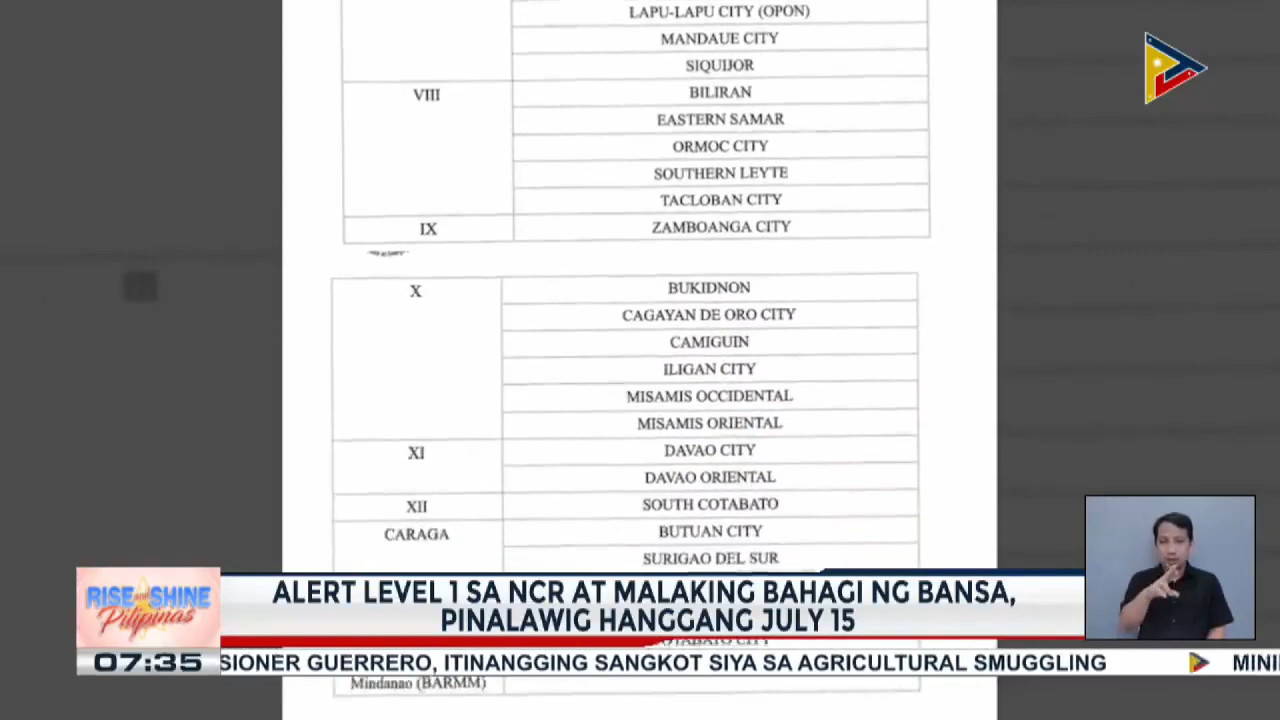 LAPU-LAPU CITY (OPON)
MANDAUE CITY
SIQUIJOR
VIII
BILIRAN
EASTERN SAMAR
ORMOC CITY
SOUTHERN LEYTE
TACLOBAN CITY
IX
ZAMBOANGA CITY
X
BUKIDNON
CAGAYAN DE ORO CITY
CAMIGUIN
ILIGAN CITY
MISAMIS OCCIDENTAL
MISAMIS ORIENTAL
XI
DAVAO CITY
DAVAO ORIENTAL
XII
SOUTH COTABATO
CARAGA
BUTUAN CITY
SURIGAO DEL SUR
RISE and SHINE
Pilipinas
ALERT LEVEL 1 SA NCR AT MALAKING BAHAGI NG BANSA,
PINALAWIG HANGGANG JULY 15
COTABATO CITY
07:35
SIONER GUERRERO, ITINANGGING SANGKOT SIYA SA AGRICULTURAL SMUGGLING
MINI
Mindanao (BARMM)